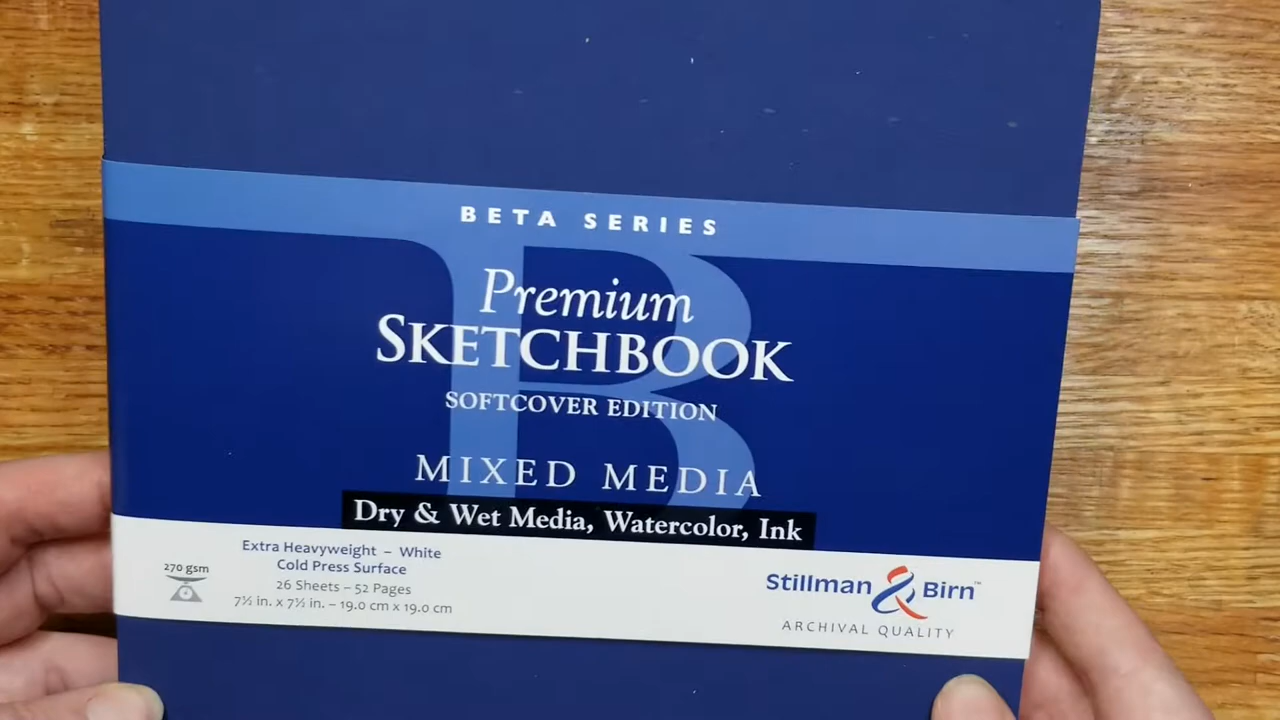 BETA SERIES
Premium
SKETCHBOOK
SOFTCOVER EDITION
MIXED MEDIA
Dry & Wet Media, Watercolor, Ink
270 gsm
Extra Heavyweight – White
Cold Press Surface
26 Sheets – 52 Pages
7½ in. x 7½ in. – 19.0 cm x 19.0 cm
Stillman & Birn™
ARCHIVAL QUALITY